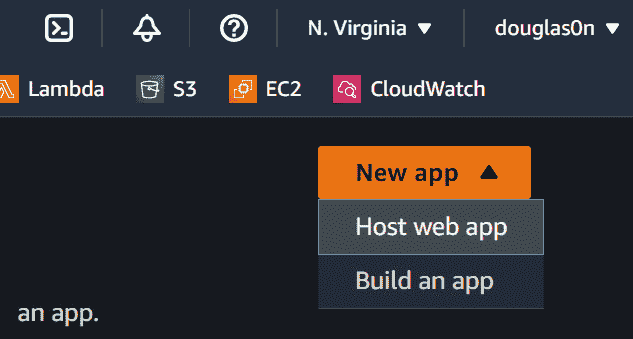 N. Virginia ▼ douglas0n ▼
Lambda S3 EC2 CloudWatch
New app ▲
Host web app
Build an app
an app.